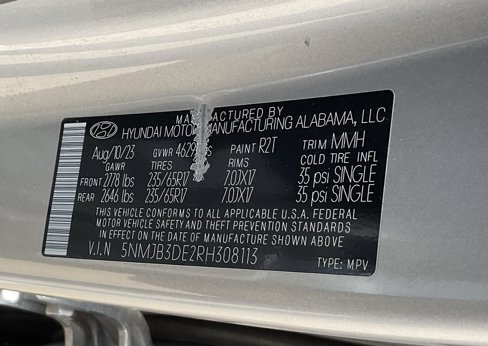 MANUFACTURED BY
HYUNDAI MOTOR MANUFACTURING ALABAMA, LLC
Aug/10/23 GVWR PAINT R2T TRIM MMH
GAWR TIRES RIMS COLD TIRE INFL
FRONT 2778 lbs 235/65R17 7.0JX17 35 psi SINGLE
REAR 2646 lbs 235/65R17 7.0JX17 35 psi SINGLE
THIS VEHICLE CONFORMS TO ALL APPLICABLE U.S.A. FEDERAL
MOTOR VEHICLE SAFETY AND THEFT PREVENTION STANDARDS
IN EFFECT ON THE DATE OF MANUFACTURE SHOWN ABOVE
V.I.N 5NMJB3DE2RH308113
TYPE: MPV